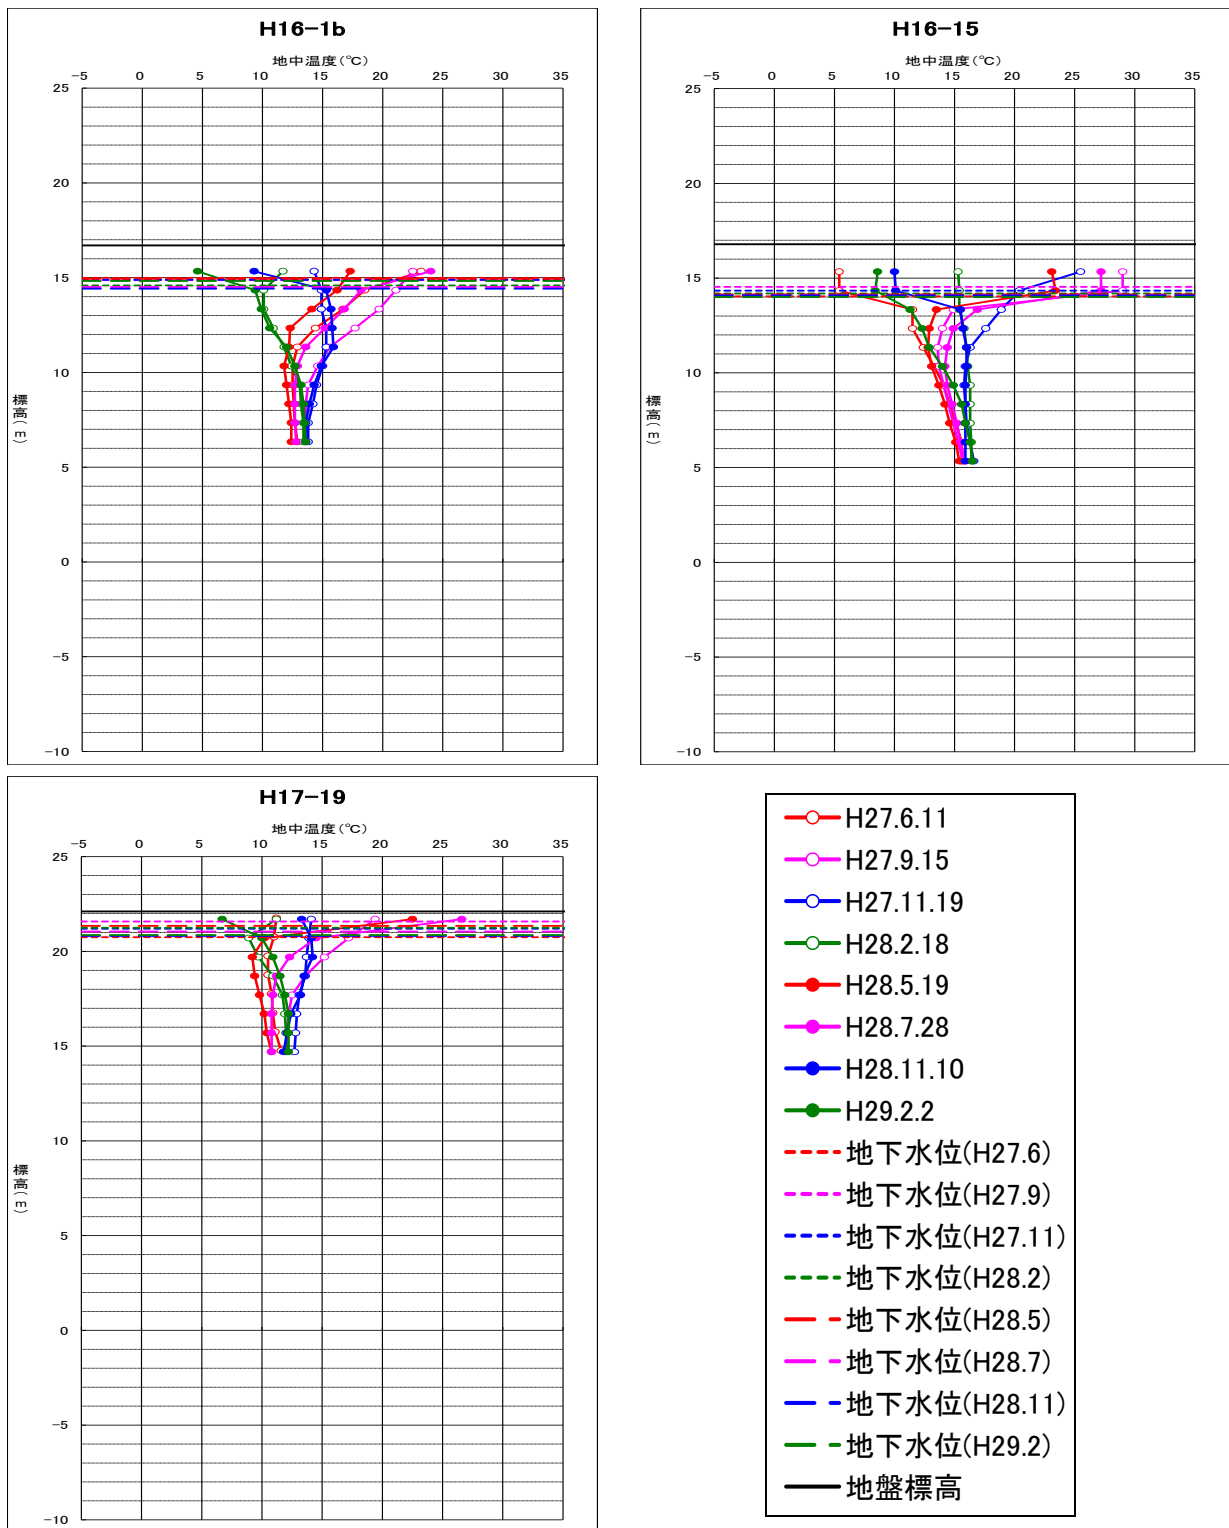 H16-1b
地中温度(℃)
-5 0 5 10 15 20 25 30 35
25
20
15
10
5
0
-5
-10
標高(m)
H16-15
地中温度(℃)
-5 0 5 10 15 20 25 30 35
25
20
15
10
5
0
-5
-10
標高(m)
H17-19
地中温度(℃)
-5 0 5 10 15 20 25 30 35
25
20
15
10
5
0
-5
-10
標高(m)
H27.6.11
H27.9.15
H27.11.19
H28.2.18
H28.5.19
H28.7.28
H28.11.10
H29.2.2
地下水位(H27.6)
地下水位(H27.9)
地下水位(H27.11)
地下水位(H28.2)
地下水位(H28.5)
地下水位(H28.7)
地下水位(H28.11)
地下水位(H29.2)
地盤標高